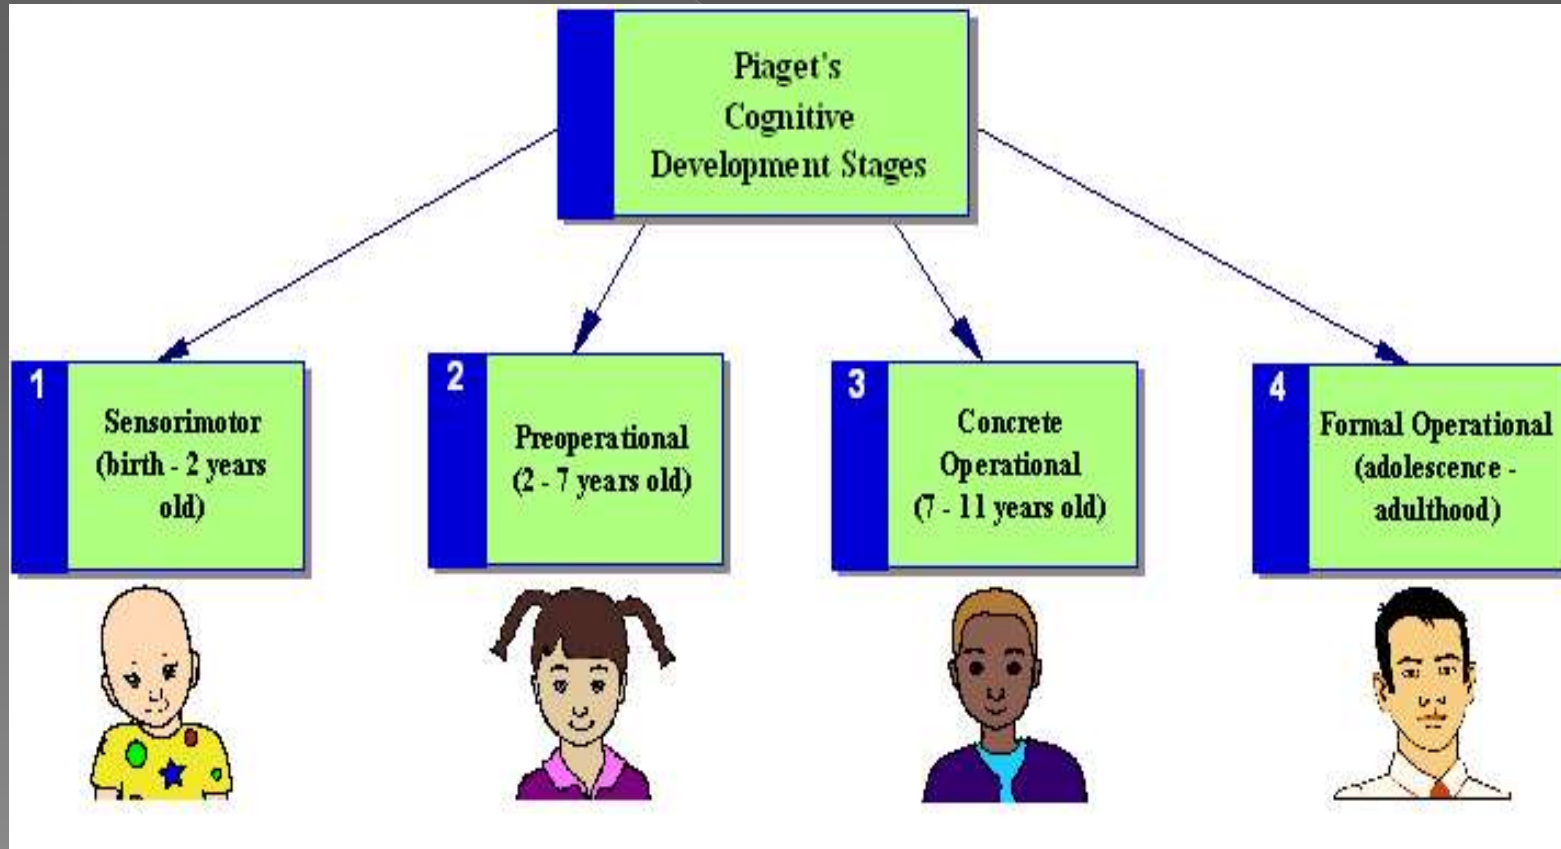 Piaget's
Cognitive
Development Stages
1
Sensorimotor
(birth - 2 years
old)
2
Preoperational
(2 - 7 years old)
3
Concrete
Operational
(7 - 11 years old)
4
Formal Operational
(adolescence -
adulthood)